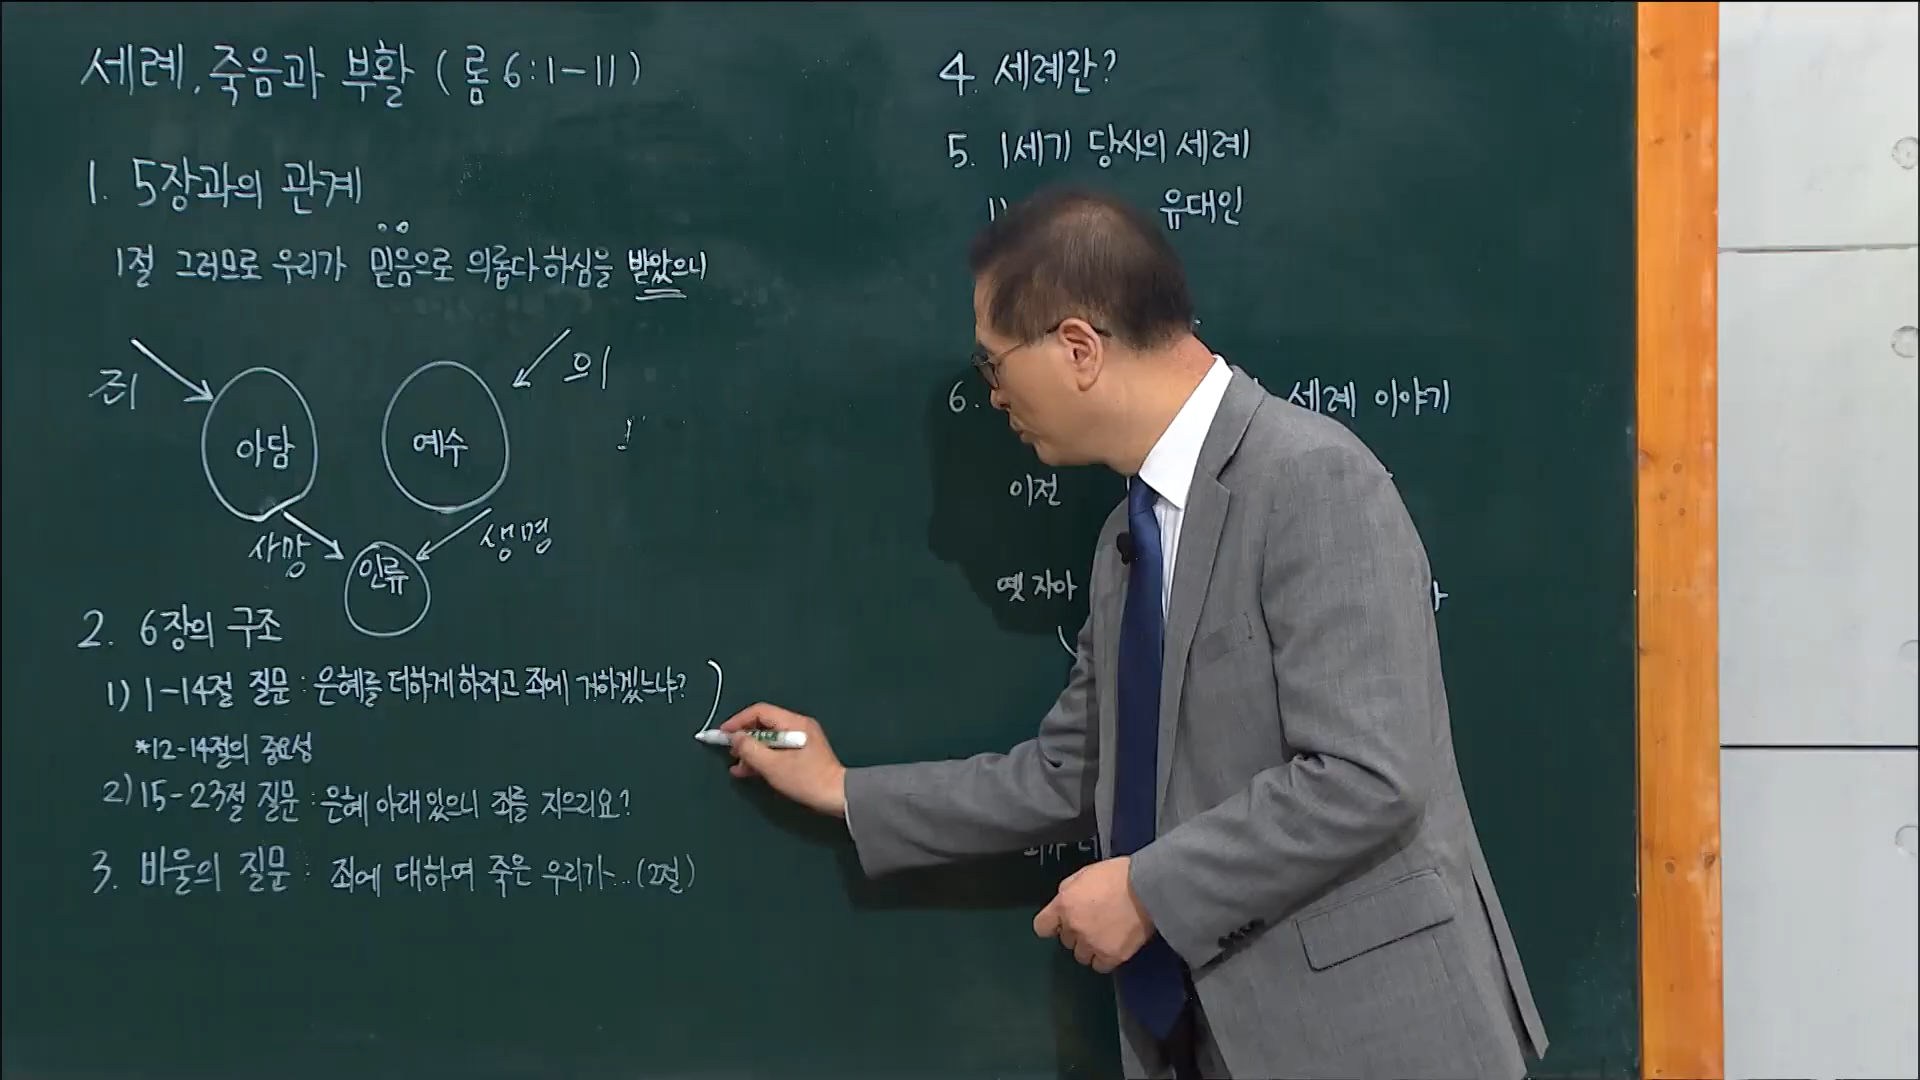 세례, 죽음과 부활 (롬 6:1-11)
1. 5장과의 관계
1절 그러므로 우리가 믿음으로 의롭다 하심을 받았으니
죄
의
아담
예수
사망
생명
인류
2. 6장의 구조
1) 1-14절 질문 : 은혜를 더하게 하려고 죄에 거하겠느냐?
*12-14절의 중요성
2) 15-23절 질문 : 은혜 아래 있으니 죄를 지으리요?
3. 바울의 질문 : 죄에 대하여 죽은 우리가... (2절)
4. 세례란?
5. 1세기 당시의 세례
1) 유대인
6. 세례 이야기
이전
옛 자아